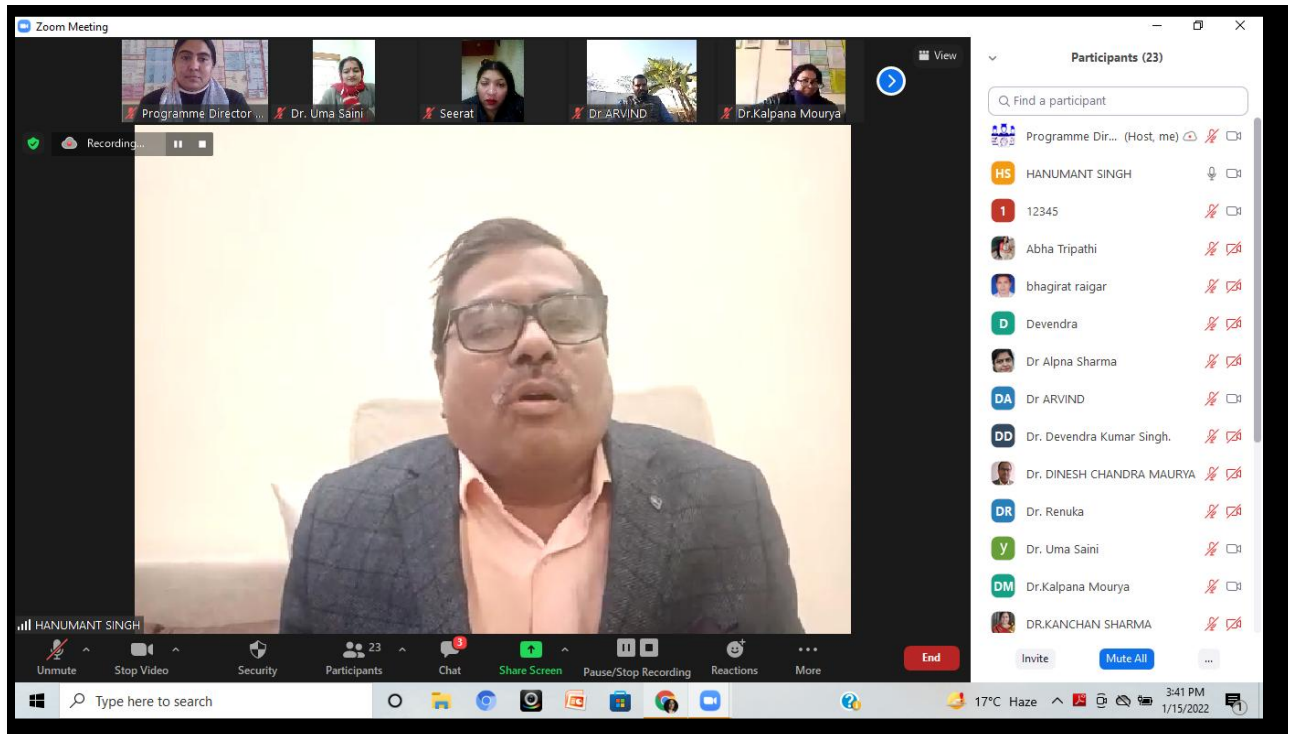 Zoom Meeting
Programme Director ...
Dr. Uma Saini
Seerat
Dr ARVIND
Dr.Kalpana Mourya
View
Recording...
HANUMANT SINGH
Unmute
Stop Video
Security
Participants
23
Chat
3
Share Screen
Pause/Stop Recording
Reactions
More
End
Participants (23)
Find a participant
Programme Dir... (Host, me)
HS HANUMANT SINGH
1 12345
Abha Tripathi
bhagirat raigar
D Devendra
Dr Alpna Sharma
DA Dr ARVIND
DD Dr. Devendra Kumar Singh.
Dr. DINESH CHANDRA MAURYA
DR Dr. Renuka
y Dr. Uma Saini
DM Dr.Kalpana Mourya
DR.KANCHAN SHARMA
Invite
Mute All
...
Type here to search
17°C Haze
3:41 PM
1/15/2022
1